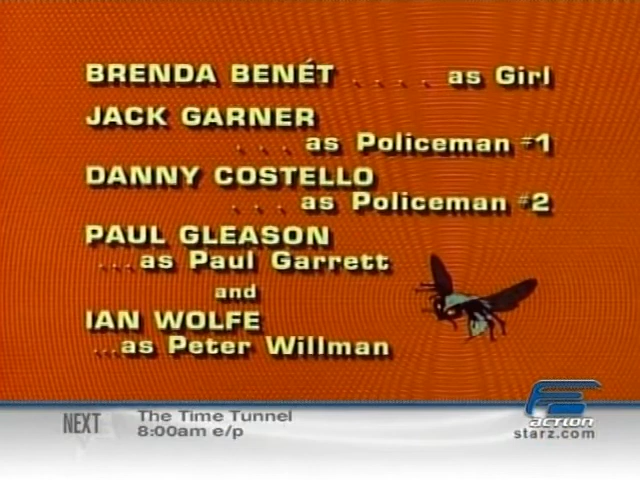 BRENDA BENÉT . . . . as Girl
JACK GARNER
. . . as Policeman #1
DANNY COSTELLO
. . . as Policeman #2
PAUL GLEASON
...as Paul Garrett
and
IAN WOLFE
...as Peter Willman
NEXT
The Time Tunnel
8:00am e/p
ACTION
starz.com